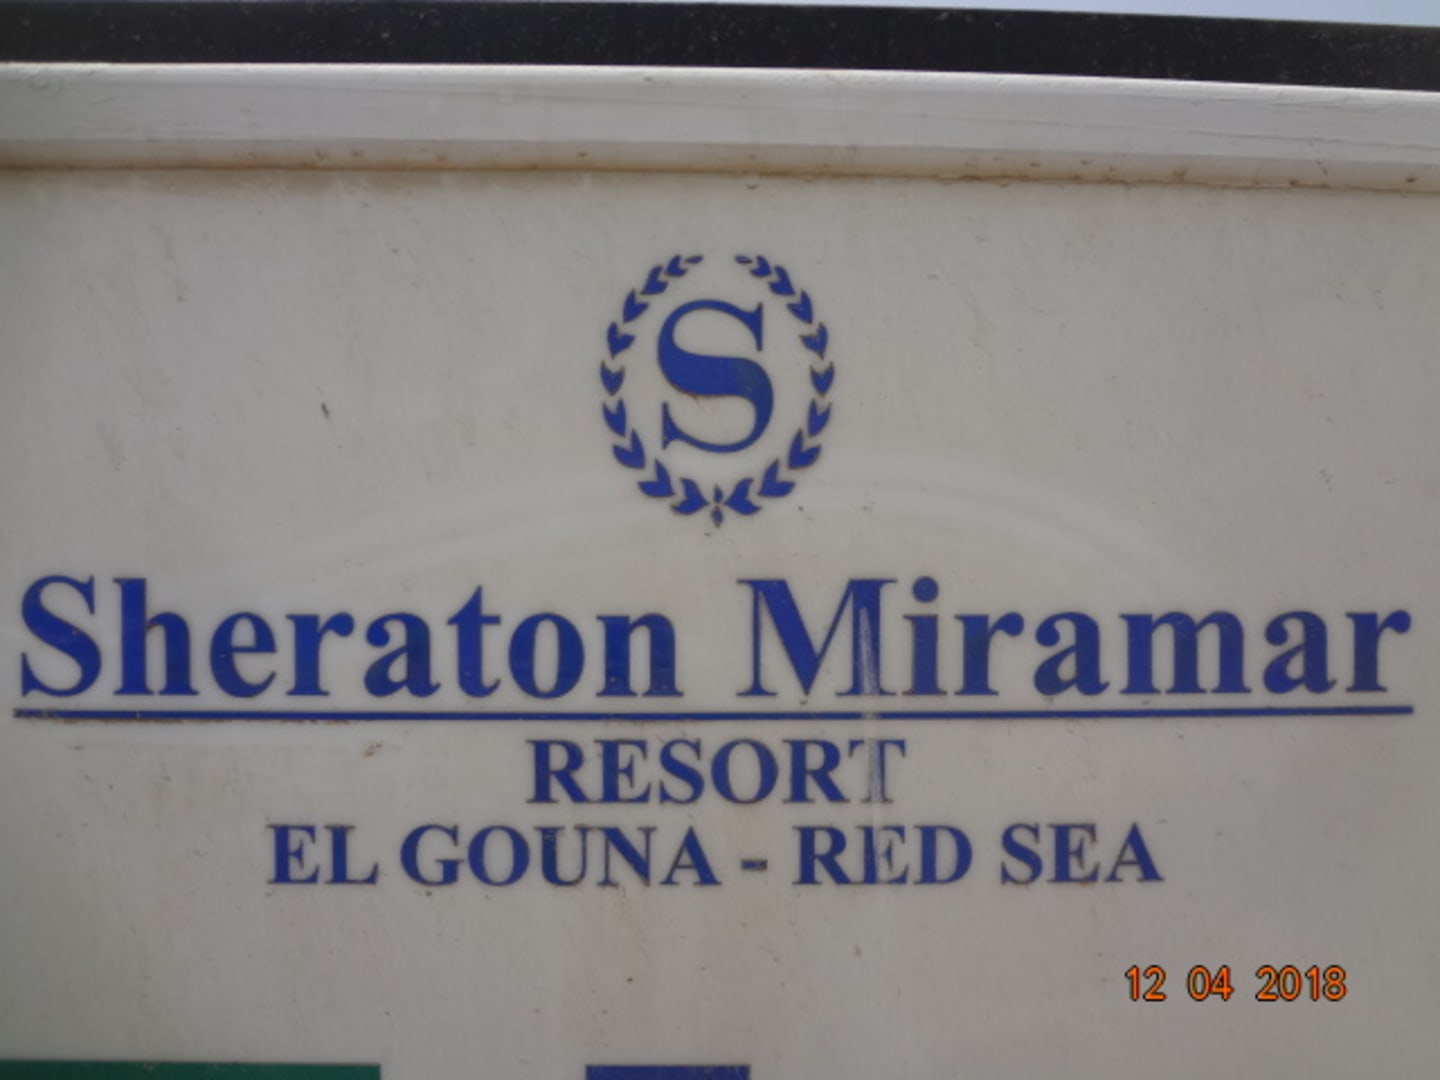 S
Sheraton Miramar
RESORT
EL GOUNA - RED SEA
12 04 2018